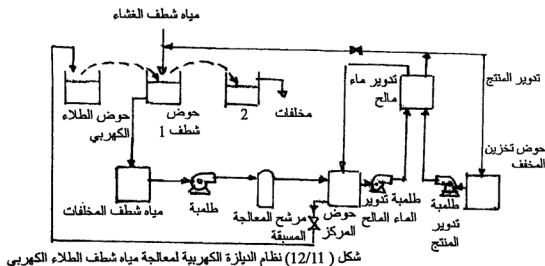 مياه شطف الغشاء
تدوير المنتج
تدوير ماء
مالح
حوض الطلاء
الكهربي
حوض
شطف 1
2
مخلفات
حوض تخزين
المخفف
مياه شطف المخلفات
طلمبة
مرشح المعالجة
المسبقة
حوض
المركز
طلمبة تدوير
الماء المالح
طلمبة
تدوير
المنتج
شكل (12/11) نظام الديلزة الكهربية لمعالجة مياه شطف الطلاء الكهربي